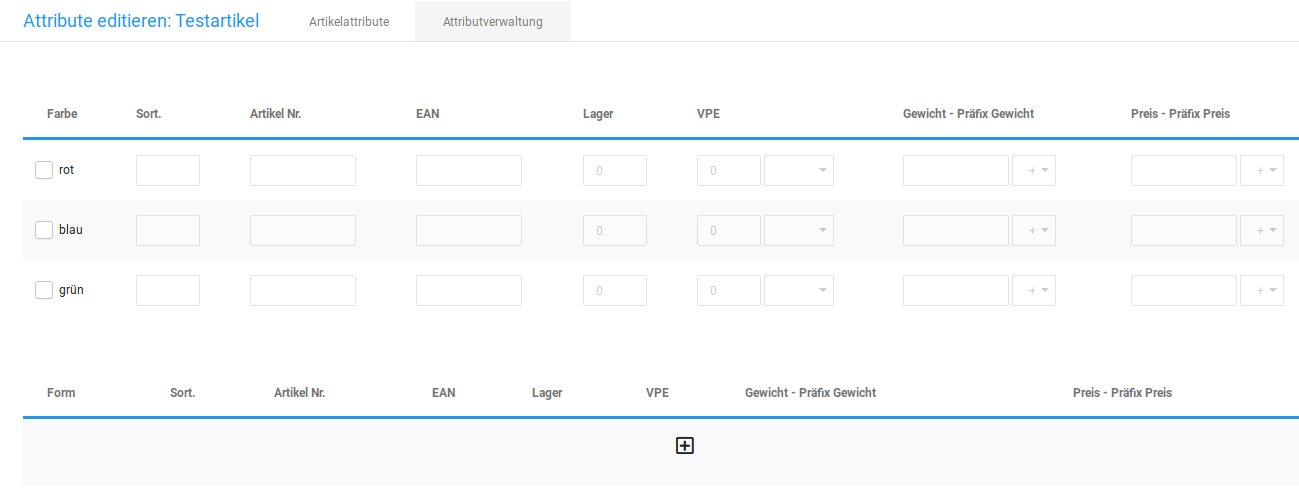 Attribute editieren: Testartikel Artikelattribute Attributverwaltung
Farbe Sort. Artikel Nr. EAN Lager VPE Gewicht - Präfix Gewicht Preis - Präfix Preis
rot 0 0 + +
blau 0 0 + +
grün 0 0 + +
Form Sort. Artikel Nr. EAN Lager VPE Gewicht - Präfix Gewicht Preis - Präfix Preis